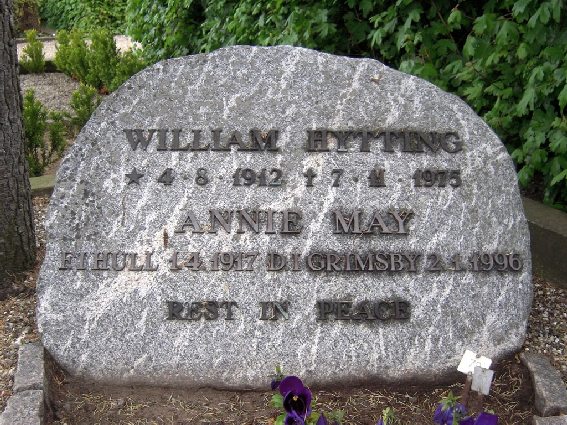 WILLIAM HYTTING
★ 4 · 8 · 1912 † 7 · 11 · 1975
ANNIE MAY
F.I HULL 1.4.1917 D.I GRIMSBY 2.1.1996
REST IN PEACE